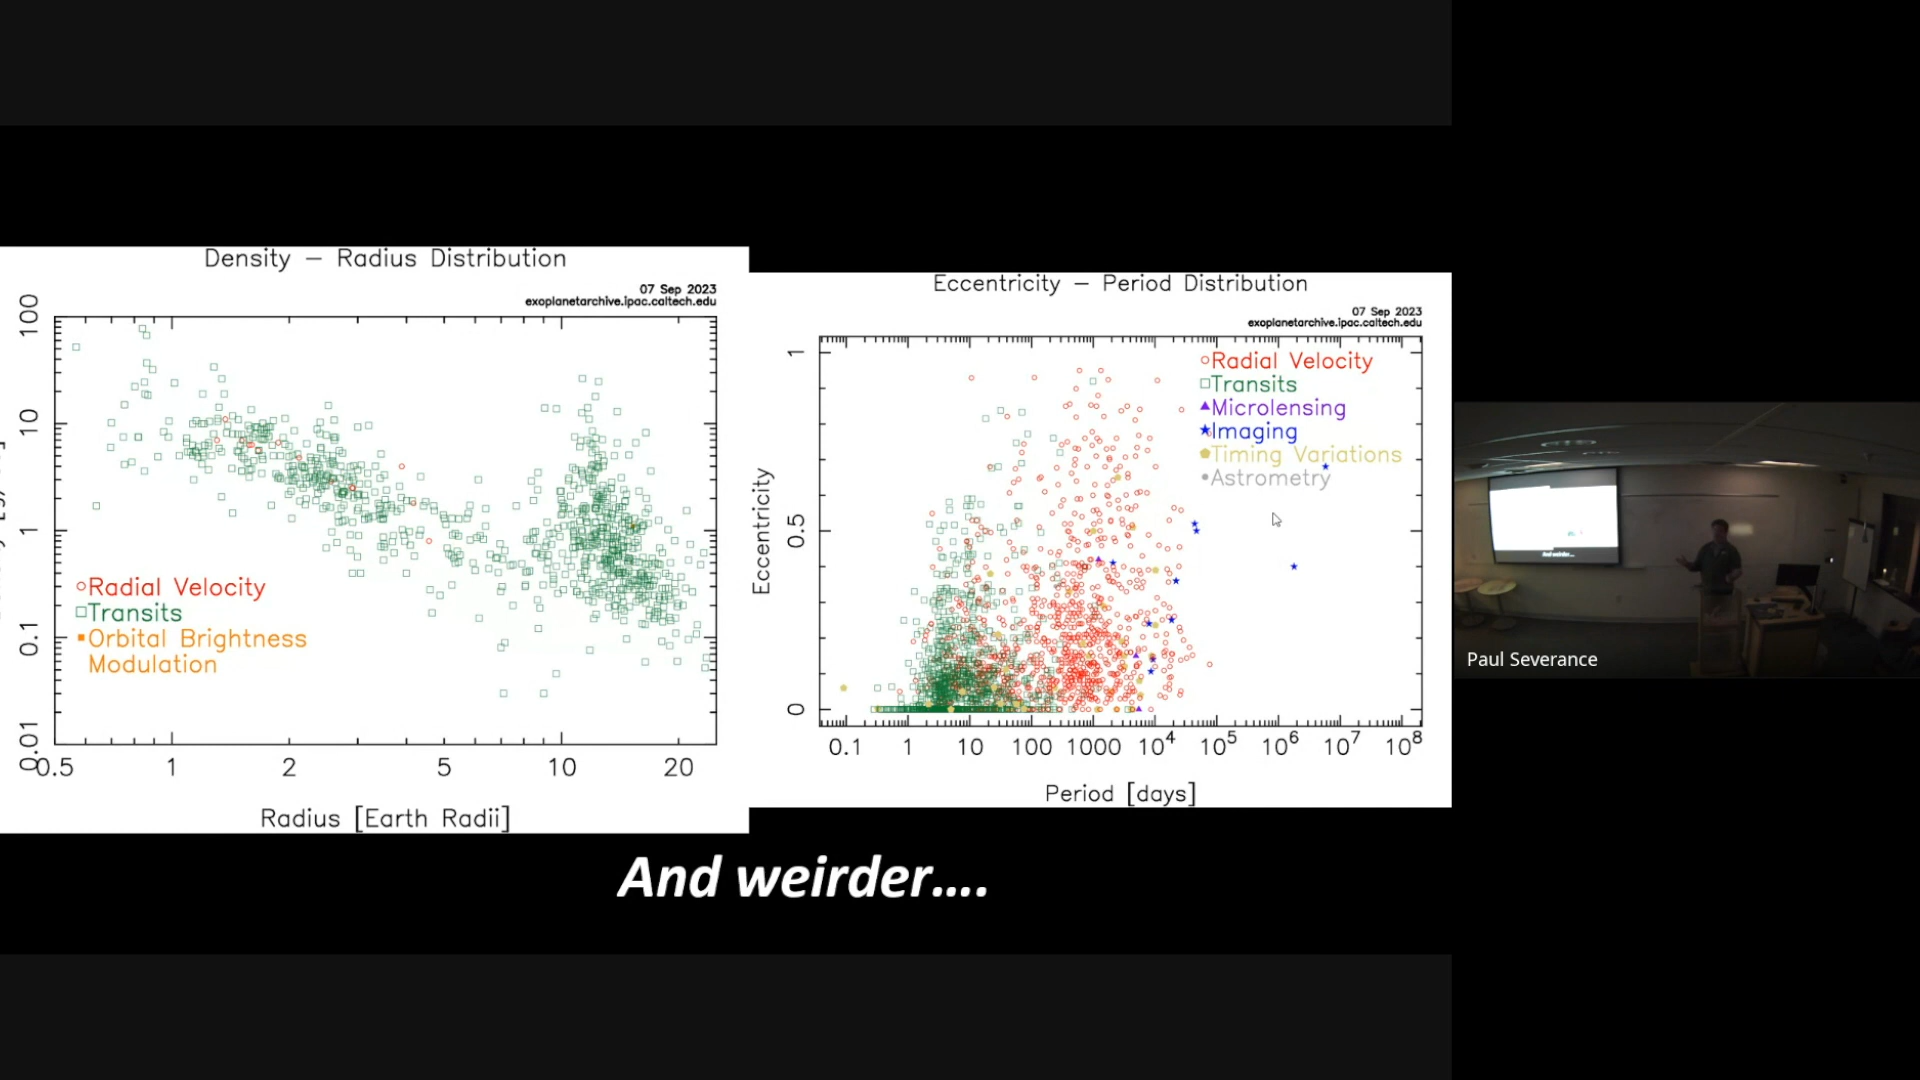 Density – Radius Distribution
07 Sep 2023
exoplanetarchive.ipac.caltech.edu
100
10
1
0.1
0.01
Radial Velocity
Transits
Orbital Brightness
Modulation
0.5 1 2 5 10 20
Radius [Earth Radii]
Eccentricity – Period Distribution
07 Sep 2023
exoplanetarchive.ipac.caltech.edu
Eccentricity
1
0.5
0
Radial Velocity
Transits
Microlensing
Imaging
Timing Variations
Astrometry
0.1 1 10 100 1000 10⁴ 10⁵ 10⁶ 10⁷ 10⁸
Period [days]
And weirder....
And weirder....
Paul Severance